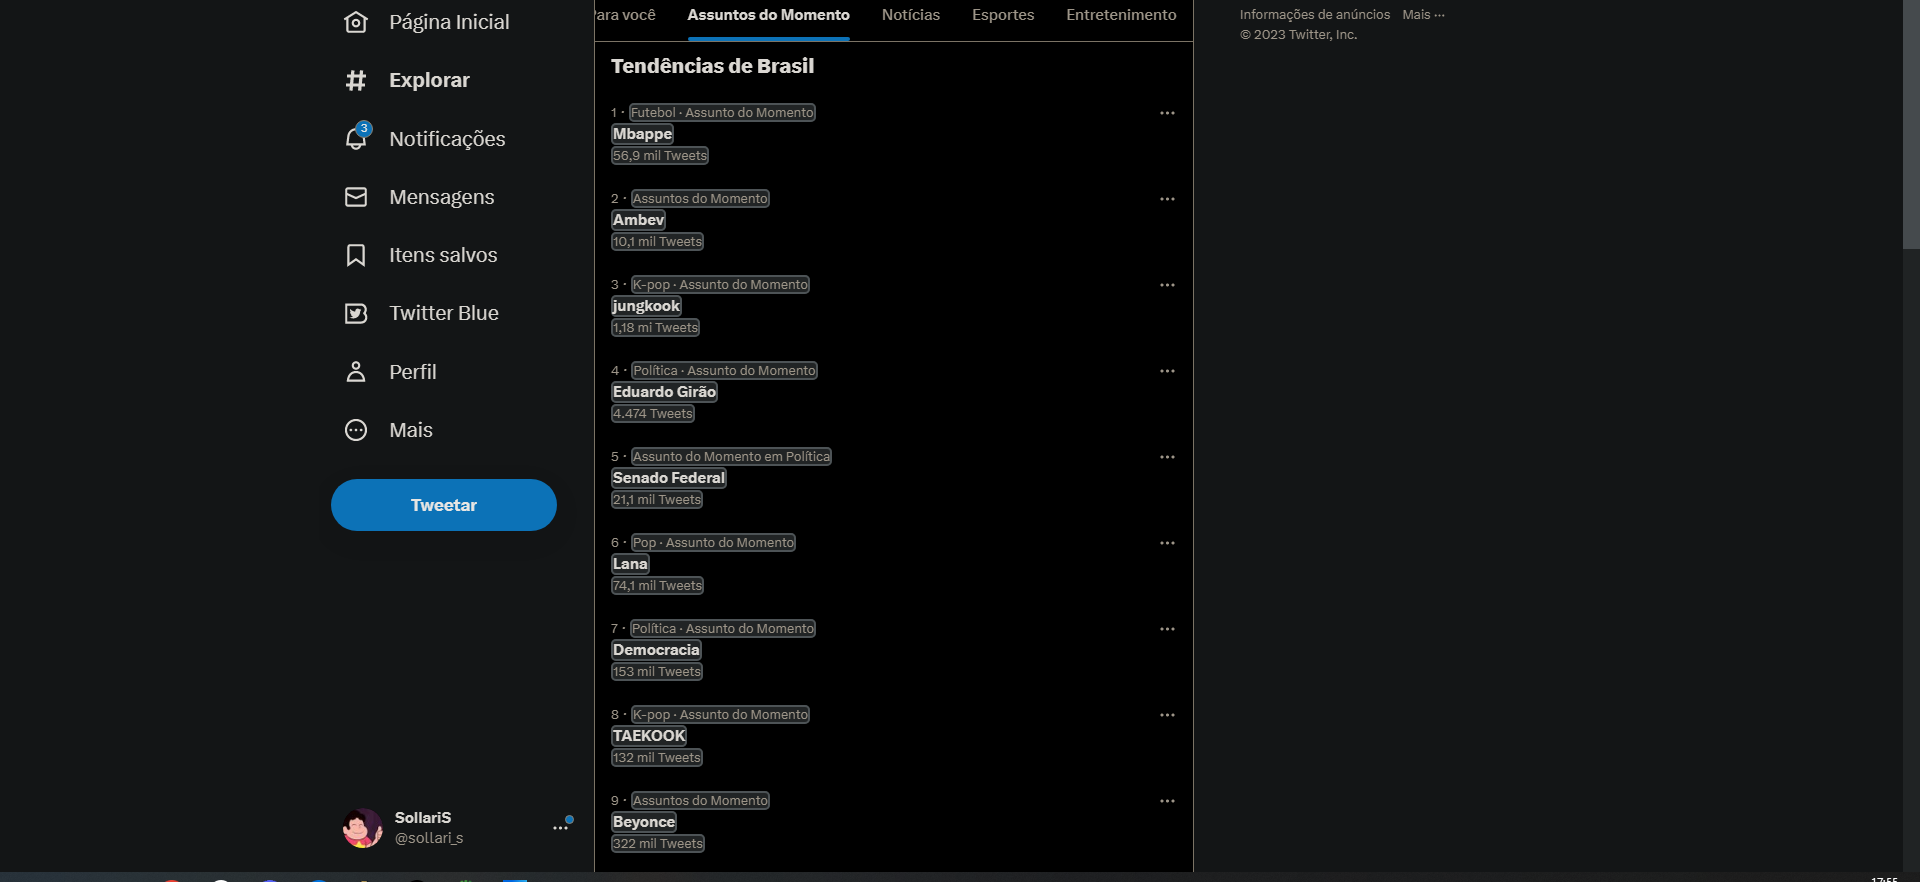 Página Inicial
Explorar
3
Notificações
Mensagens
Itens salvos
Twitter Blue
Perfil
Mais
Tweetar
SollariS
@sollari_s
Para você
Assuntos do Momento
Notícias
Esportes
Entretenimento
Tendências de Brasil
1 · Futebol · Assunto do Momento
Mbappe
56,9 mil Tweets
2 · Assuntos do Momento
Ambev
10,1 mil Tweets
3 · K-pop · Assunto do Momento
jungkook
1,18 mi Tweets
4 · Política · Assunto do Momento
Eduardo Girão
4.474 Tweets
5 · Assunto do Momento em Política
Senado Federal
21,1 mil Tweets
6 · Pop · Assunto do Momento
Lana
74,1 mil Tweets
7 · Política · Assunto do Momento
Democracia
153 mil Tweets
8 · K-pop · Assunto do Momento
TAEKOOK
132 mil Tweets
9 · Assuntos do Momento
Beyonce
322 mil Tweets
Informações de anúncios Mais ···
© 2023 Twitter, Inc.